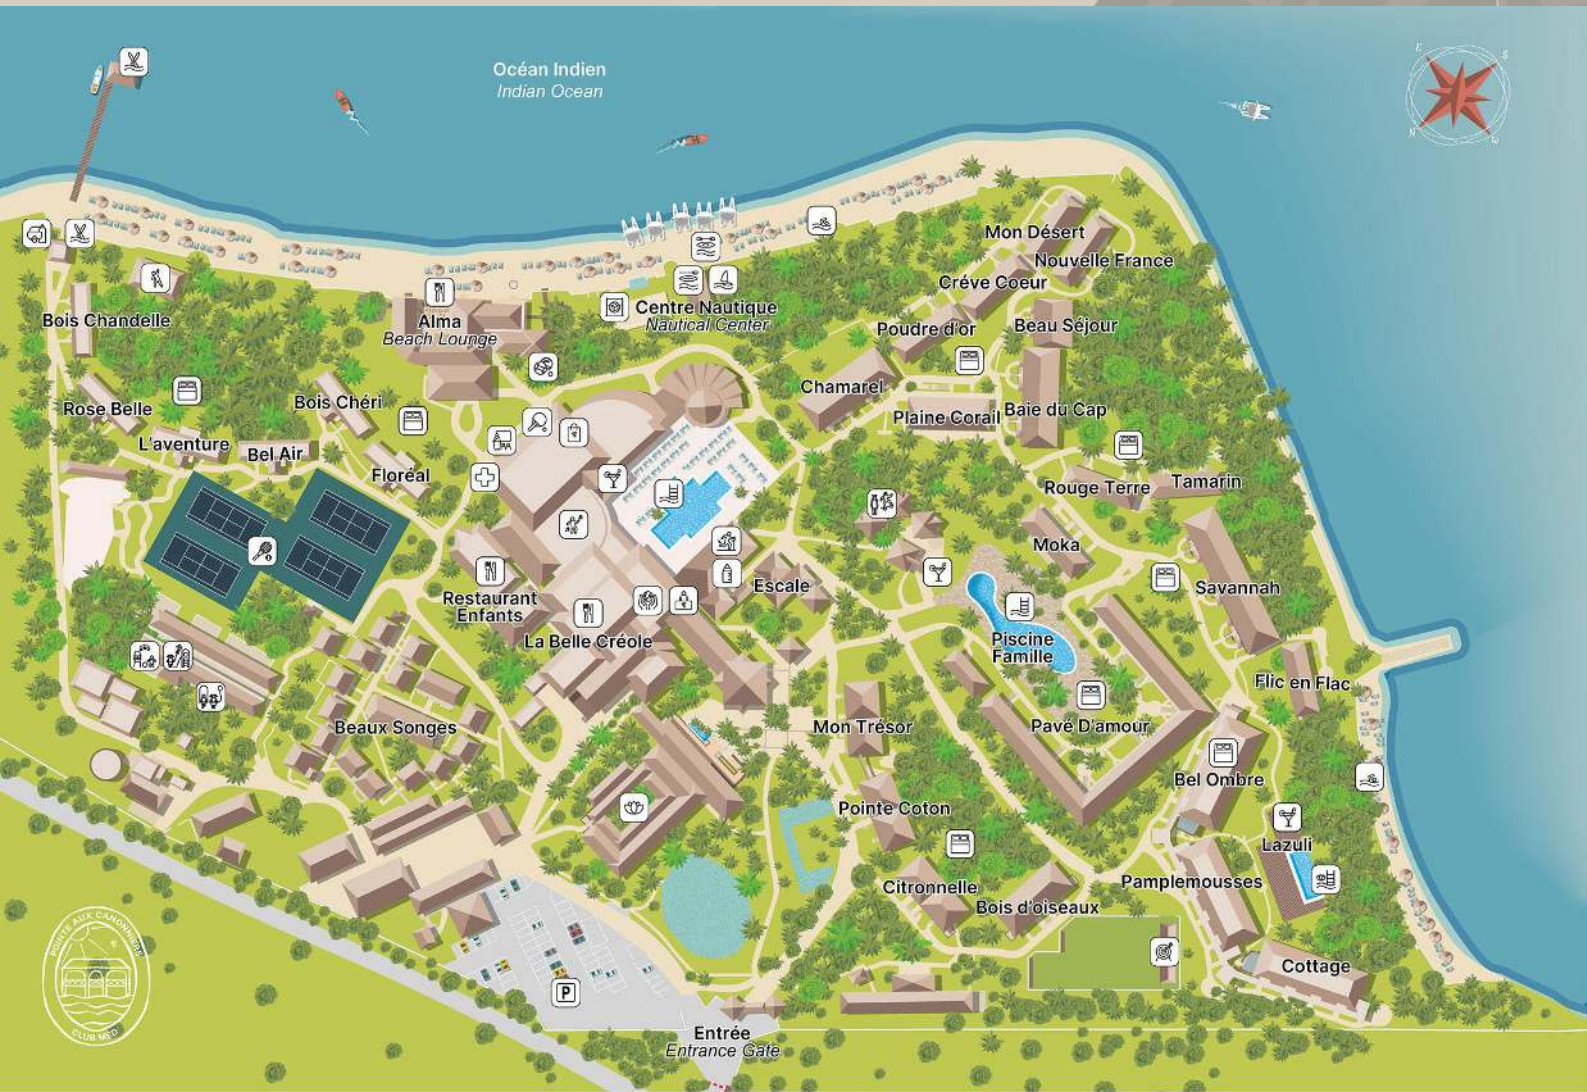 Océan Indien
Indian Ocean
E
S
N
O
Mon Désert
Nouvelle France
Créve Coeur
Bois Chandelle
Alma
Beach Lounge
Centre Nautique
Nautical Center
Poudre d'or
Beau Séjour
Chamarel
Rose Belle
Bois Chéri
Plaine Corail
Baie du Cap
L'aventure
Bel Air
Floréal
Rouge Terre
Tamarin
Moka
Savannah
Restaurant
Enfants
Escale
La Belle Créole
Piscine
Famille
Flic en Flac
Beaux Songes
Mon Trésor
Pavé D'amour
Bel Ombre
Pointe Coton
Lazuli
Citronnelle
Pamplemousses
Bois d'oiseaux
Cottage
P
Entrée
Entrance Gate
POINTE AUX CANONNIERS
CLUB MED